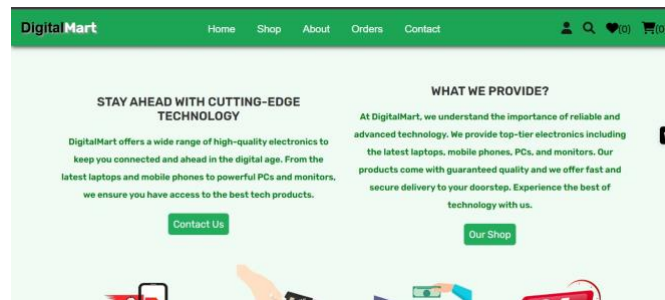 DigitalMart
Home Shop About Orders Contact
(0)
(0
STAY AHEAD WITH CUTTING-EDGE
TECHNOLOGY
DigitalMart offers a wide range of high-quality electronics to
keep you connected and ahead in the digital age. From the
latest laptops and mobile phones to powerful PCs and monitors,
we ensure you have access to the best tech products.
Contact Us
WHAT WE PROVIDE?
At DigitalMart, we understand the importance of reliable and
advanced technology. We provide top-tier electronics including
the latest laptops, mobile phones, PCs, and monitors. Our
products come with guaranteed quality and we offer fast and
secure delivery to your doorstep. Experience the best of
technology with us.
Our Shop